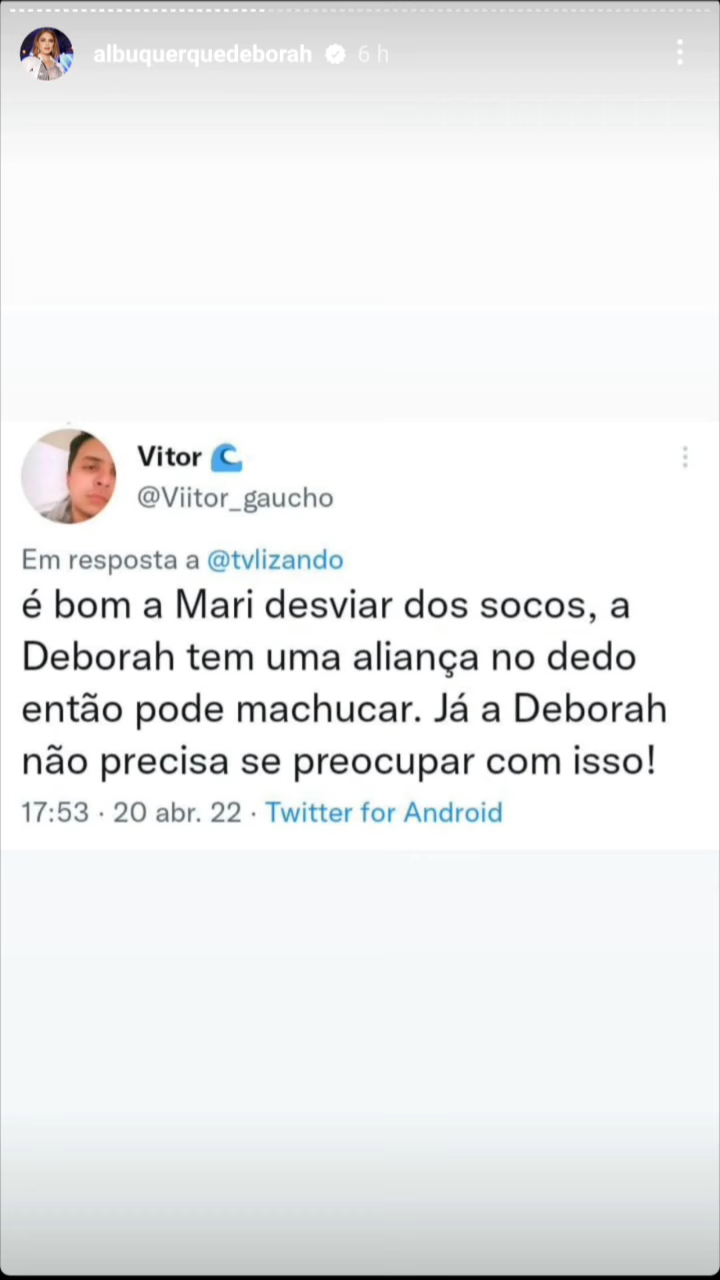 albuquerquedeborah 6 h
Vitor 🌊
@Viitor_gaucho
Em resposta a @tvlizando
é bom a Mari desviar dos socos, a
Deborah tem uma aliança no dedo
então pode machucar. Já a Deborah
não precisa se preocupar com isso!
17:53 · 20 abr. 22 · Twitter for Android